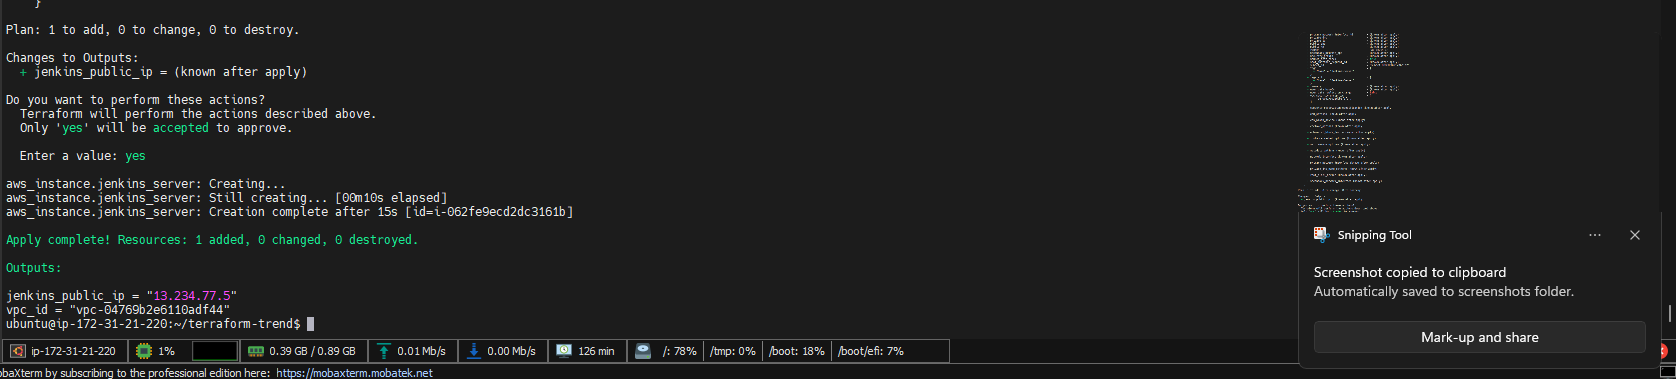 }
Plan: 1 to add, 0 to change, 0 to destroy.
Changes to Outputs:
+ jenkins_public_ip = (known after apply)
Do you want to perform these actions?
Terraform will perform the actions described above.
Only 'yes' will be accepted to approve.
Enter a value: yes
aws_instance.jenkins_server: Creating...
aws_instance.jenkins_server: Still creating... [00m10s elapsed]
aws_instance.jenkins_server: Creation complete after 15s [id=i-062fe9ecd2dc3161b]
Apply complete! Resources: 1 added, 0 changed, 0 destroyed.
Outputs:
jenkins_public_ip = "13.234.77.5"
vpc_id = "vpc-04769b2e6110adf44"
ubuntu@ip-172-31-21-220:~/terraform-trend$
Snipping Tool
Screenshot copied to clipboard
Automatically saved to screenshots folder.
Mark-up and share
ip-172-31-21-220 1% 0.39 GB / 0.89 GB 0.01 Mb/s 0.00 Mb/s 126 min /: 78% /tmp: 0% /boot: 18% /boot/efi: 7%
obaXterm by subscribing to the professional edition here: https://mobaxterm.mobatek.net